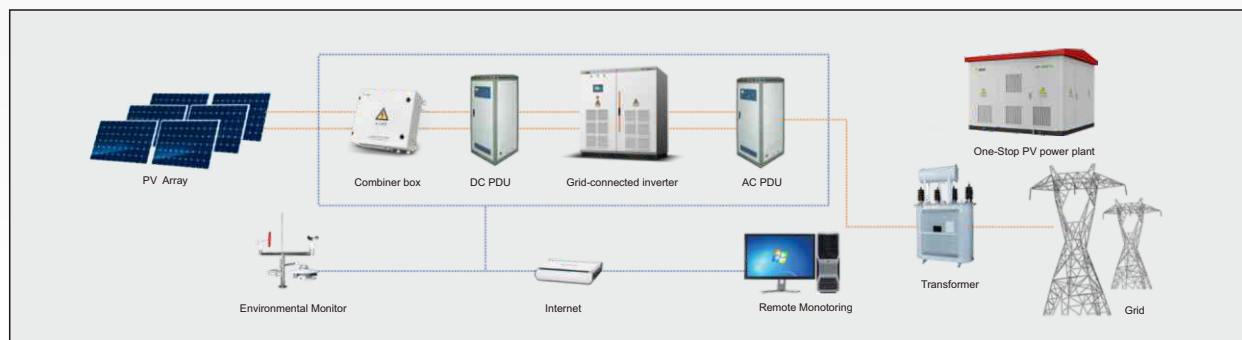 One-Stop PV power plant
PV Array
Combiner box
DC PDU
Grid-connected inverter
AC PDU
Transformer
Environmental Monitor
Internet
Remote Monotoring
Grid